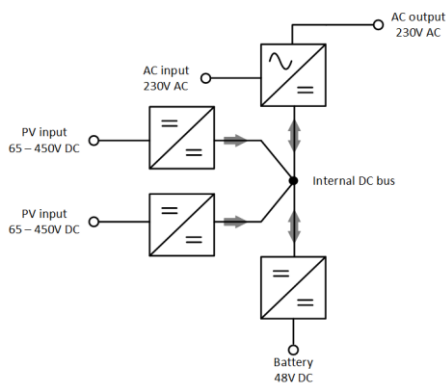 AC output
230V AC
AC input
230V AC
PV input
65 – 450V DC
Internal DC bus
PV input
65 – 450V DC
Battery
48V DC